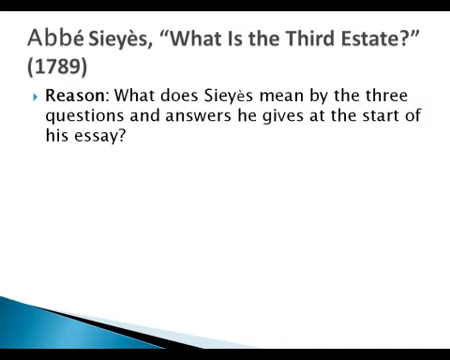 Abbé Sieyès, “What Is the Third Estate?”
(1789)
Reason: What does Sieyès mean by the three
questions and answers he gives at the start of
his essay?